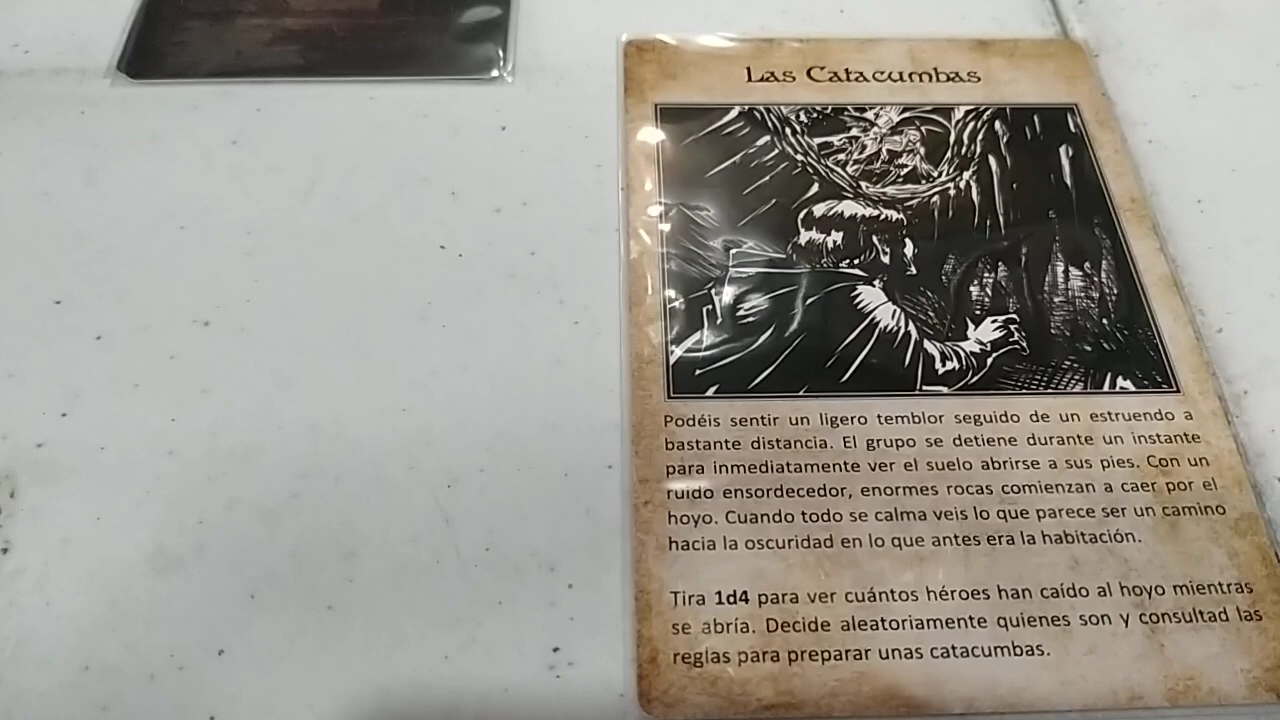 Las Catacumbas
Podéis sentir un ligero temblor seguido de un estruendo a
bastante distancia. El grupo se detiene durante un instante
para inmediatamente ver el suelo abrirse a sus pies. Con un
ruido ensordecedor, enormes rocas comienzan a caer por el
hoyo. Cuando todo se calma veis lo que parece ser un camino
hacia la oscuridad en lo que antes era la habitación.
Tira 1d4 para ver cuántos héroes han caído al hoyo mientras
se abría. Decide aleatoriamente quienes son y consultad las
reglas para preparar unas catacumbas.